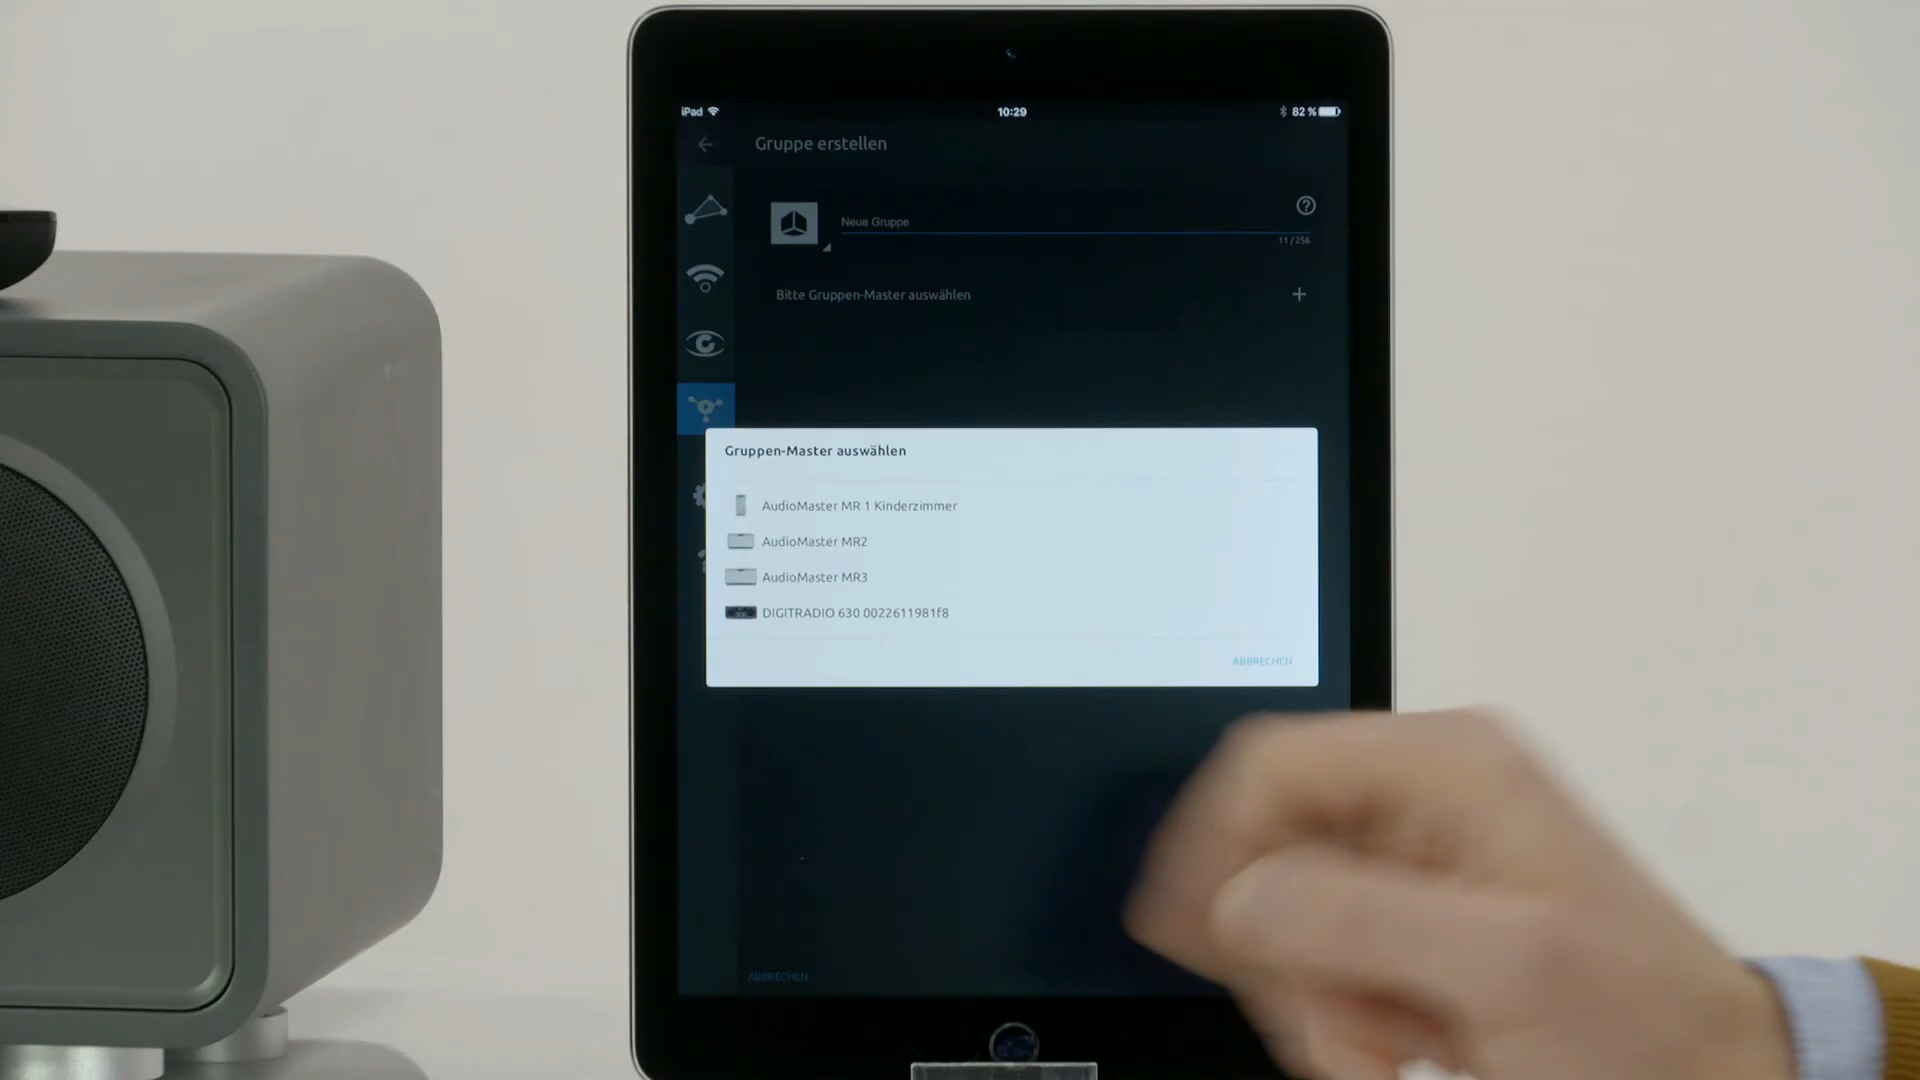 iPad
10:29
82 %
Gruppe erstellen
Neue Gruppe
11 / 256
Bitte Gruppen-Master auswählen
Gruppen-Master auswählen
AudioMaster MR 1 Kinderzimmer
AudioMaster MR2
AudioMaster MR3
DIGITRADIO 630 0022611981f8
ABBRECHEN
ABBRECHEN